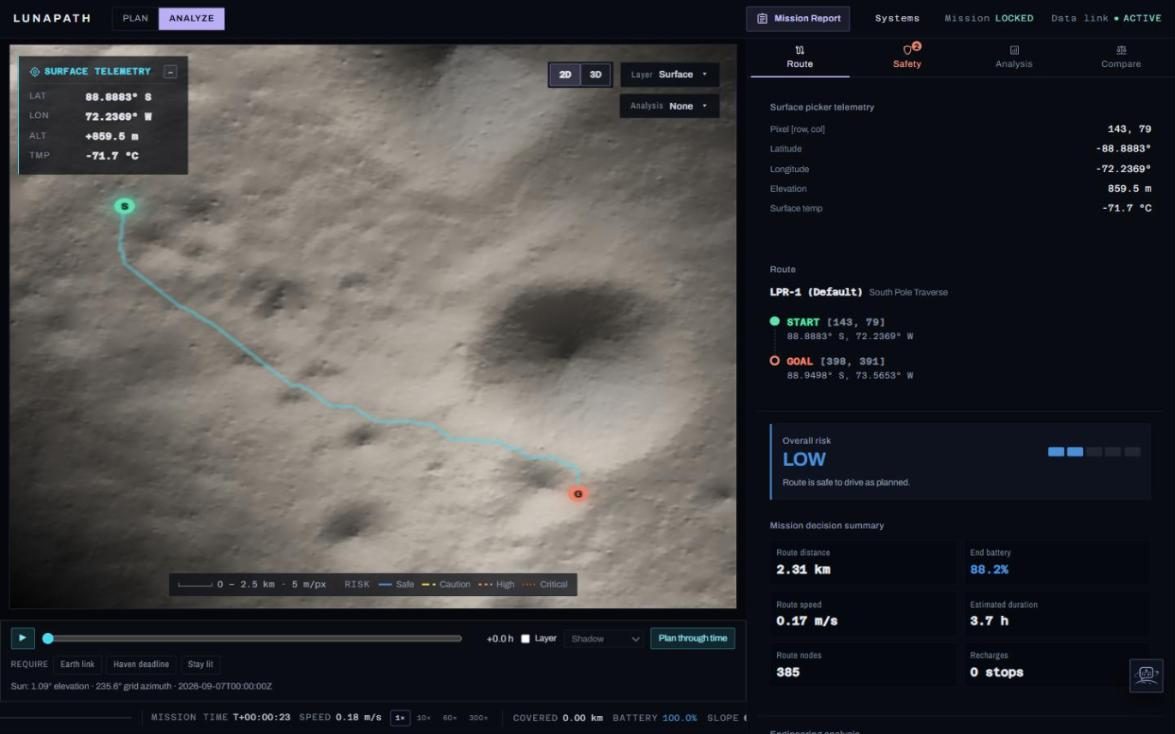 LUNAPATH PLAN ANALYZE Mission Report Systems Mission LOCKED Data link ACTIVE
SURFACE TELEMETRY –
LAT 88.8883° S
LON 72.2369° W
ALT +859.5 m
TMP -71.7 °C
2D 3D Layer Surface
Analysis None
S
G
0 – 2.5 km · 5 m/px RISK Safe Caution High Critical
+0.0 h Layer Shadow Plan through time
REQUIRE Earth link Haven deadline Stay lit
Sun: 1.09° elevation · 235.6° grid azimuth · 2026-09-07T00:00:00Z
MISSION TIME T+00:00:23 SPEED 0.18 m/s 1× 10× 60× 300× COVERED 0.00 km BATTERY 100.0% SLOPE
Route Safety 2 Analysis Compare
Surface picker telemetry
Pixel [row, col] 143, 79
Latitude -88.8883°
Longitude -72.2369°
Elevation 859.5 m
Surface temp -71.7 °C
Route
LPR-1 (Default) South Pole Traverse
START [143, 79]
88.8883° S, 72.2369° W
GOAL [398, 391]
88.9498° S, 73.5653° W
Overall risk
LOW
Route is safe to drive as planned.
Mission decision summary
Route distance End battery
2.31 km 88.2%
Route speed Estimated duration
0.17 m/s 3.7 h
Route nodes Recharges
385 0 stops